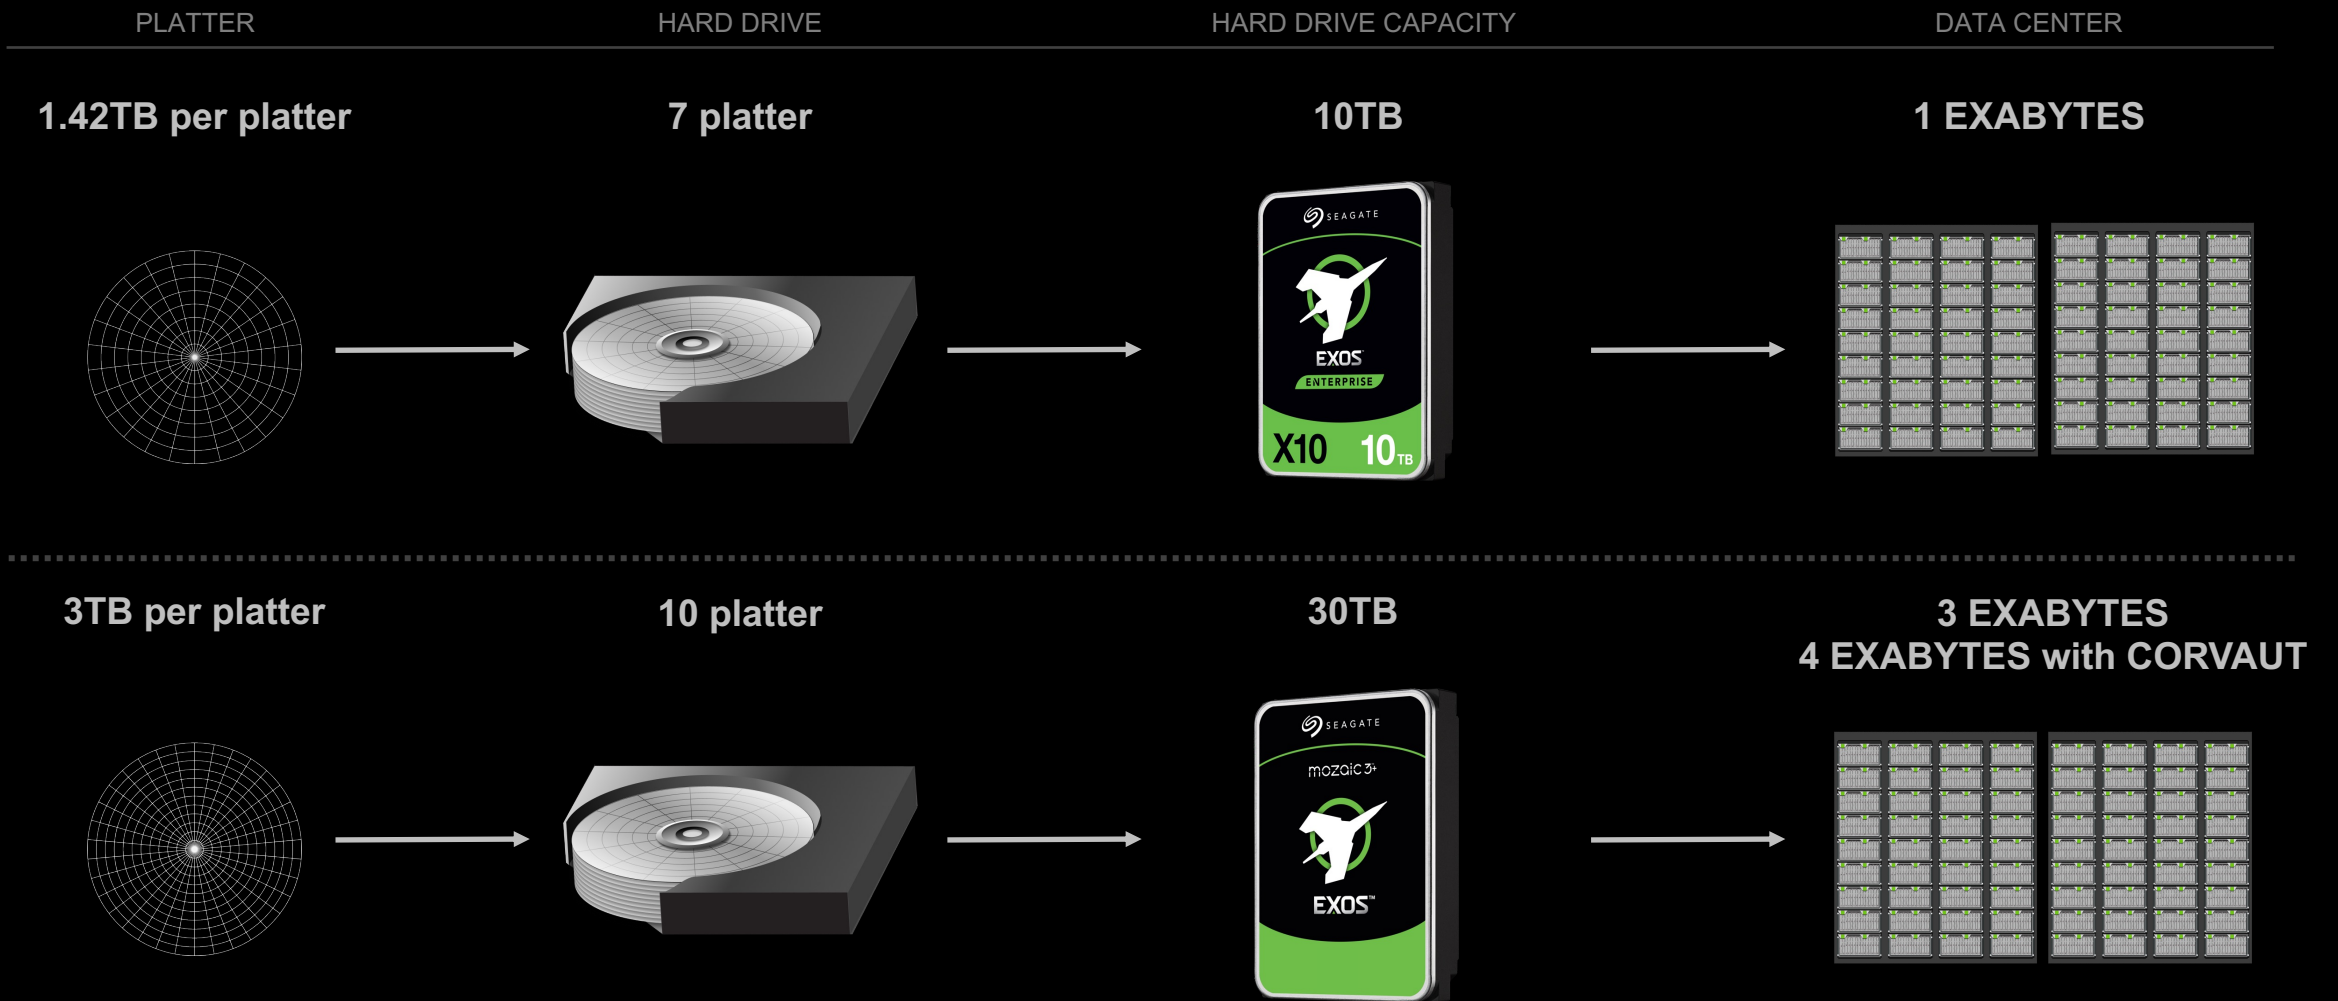 PLATTER
HARD DRIVE
HARD DRIVE CAPACITY
DATA CENTER
1.42TB per platter
7 platter
10TB
1 EXABYTES
SEAGATE
EXOS
ENTERPRISE
X10 10TB
3TB per platter
10 platter
30TB
3 EXABYTES
4 EXABYTES with CORVAUT
SEAGATE
mozaic 3+
EXOS™